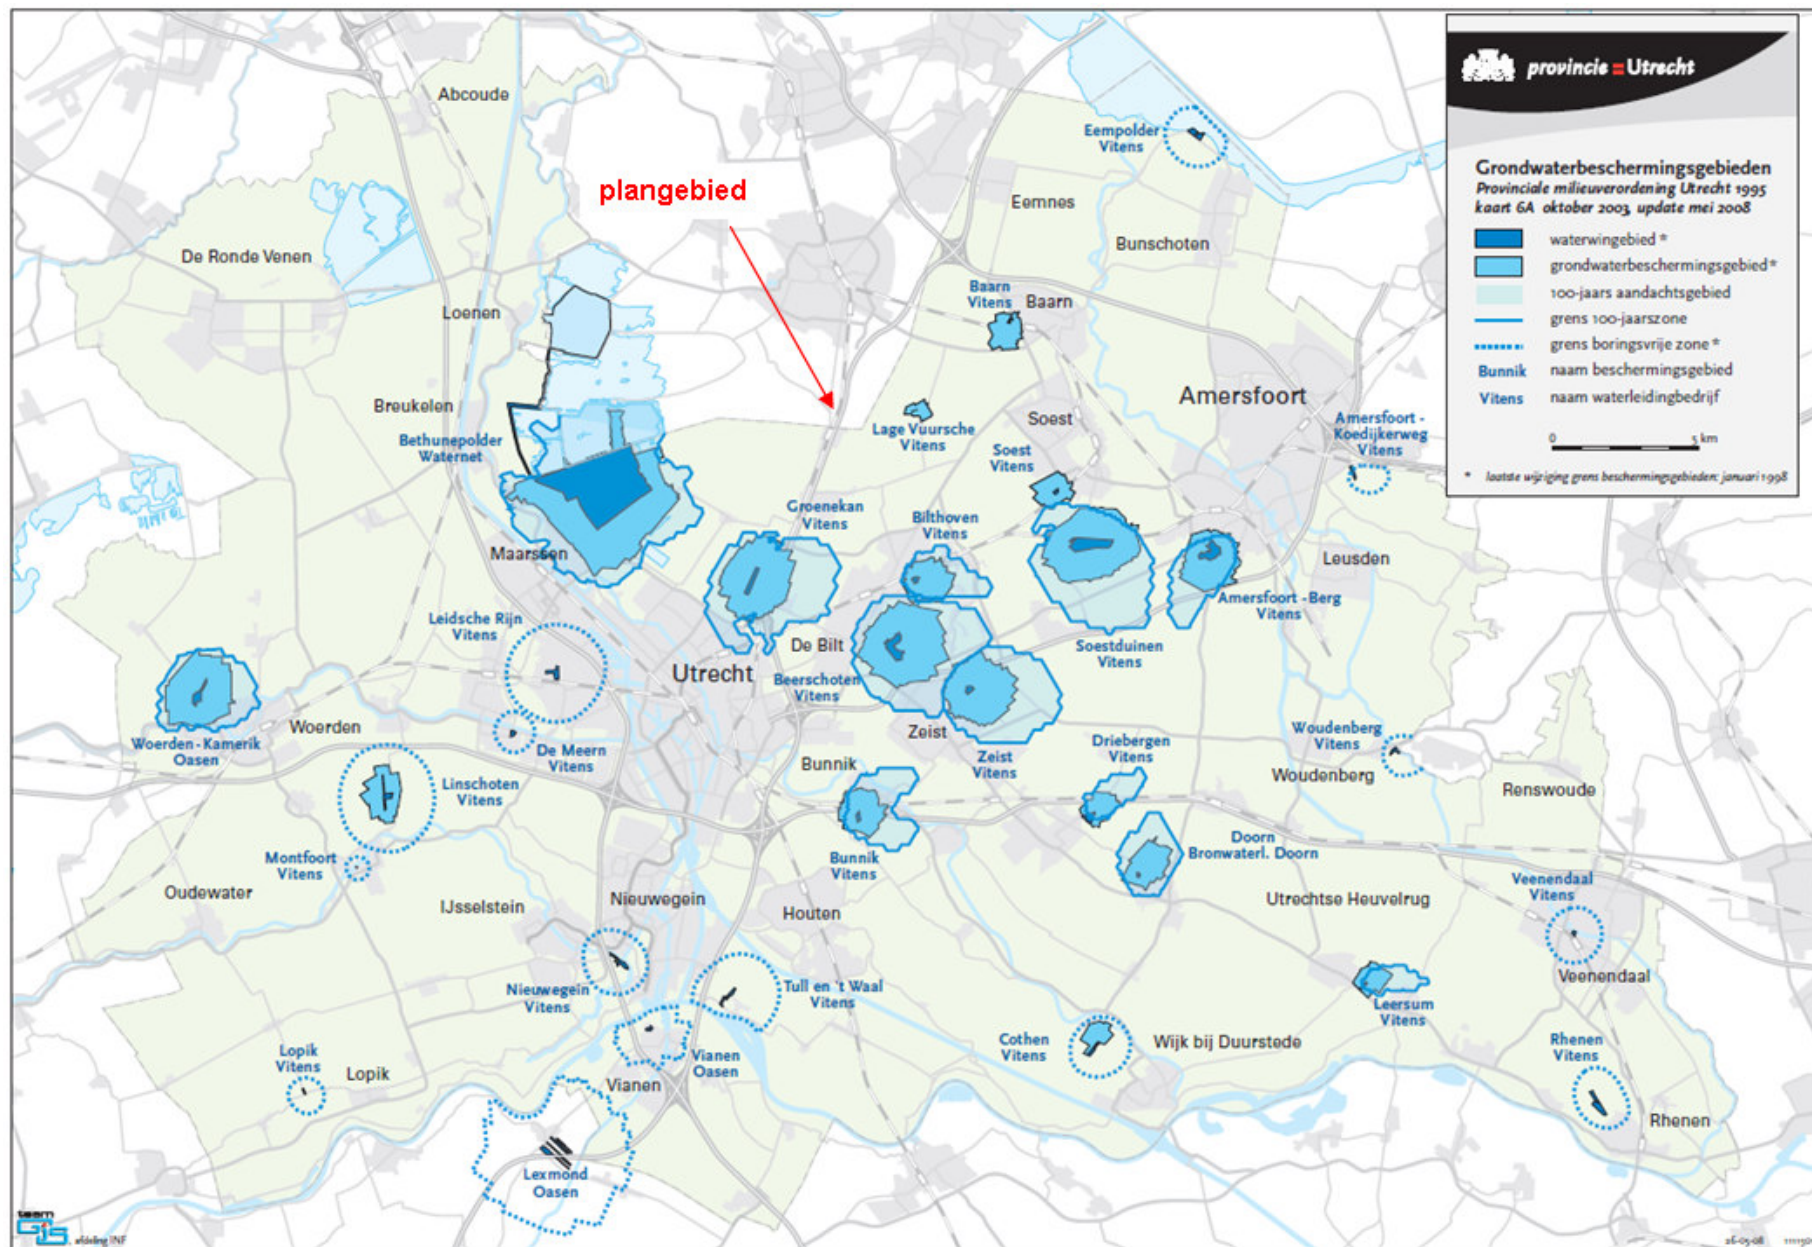 Abcoude
Eempolder
Vitens
plangebied
Eemnes
Bunschoten
De Ronde Venen
Loenen
Baarn
Vitens
Baarn
Breukelen
Bethunepolder
Waternet
Lage Vuursche
Vitens
Soest
Amersfoort
Amersfoort -
Koedijkerweg
Vitens
Soest
Vitens
Groenekan
Vitens
Bilthoven
Vitens
Maarssen
Leusden
Amersfoort - Berg
Vitens
Leidsche Rijn
Vitens
De Bilt
Soestduinen
Vitens
Utrecht
Beerschoten
Vitens
Woerden
Woerden - Kamerik
Oasen
De Meern
Vitens
Zeist
Zeist
Vitens
Driebergen
Vitens
Woudenberg
Vitens
Woudenberg
Bunnik
Linschoten
Vitens
Renswoude
Montfoort
Vitens
Bunnik
Vitens
Doorn
Bronwaterl. Doorn
Oudewater
IJsselstein
Nieuwegein
Houten
Utrechtse Heuvelrug
Veenendaal
Vitens
Veenendaal
Nieuwegein
Vitens
Tull en 't Waal
Vitens
Leersum
Vitens
Lopik
Vitens
Lopik
Vianen
Oasen
Vianen
Cothen
Vitens
Wijk bij Duurstede
Rhenen
Vitens
Rhenen
Lexmond
Oasen
provincie Utrecht
Grondwaterbeschermingsgebieden
Provinciale milieuverordening Utrecht 1995
kaart 6A oktober 2003, update mei 2008
waterwingebied *
grondwaterbeschermingsgebied *
100-jaars aandachtsgebied
grens 100-jaarszone
grens boringsvrije zone *
Bunnik naam beschermingsgebied
Vitens naam waterleidingbedrijf
0 5 km
* laatste wijziging grens beschermingsgebieden: januari 1998
team
GIS
afdeling INF
26-05-08